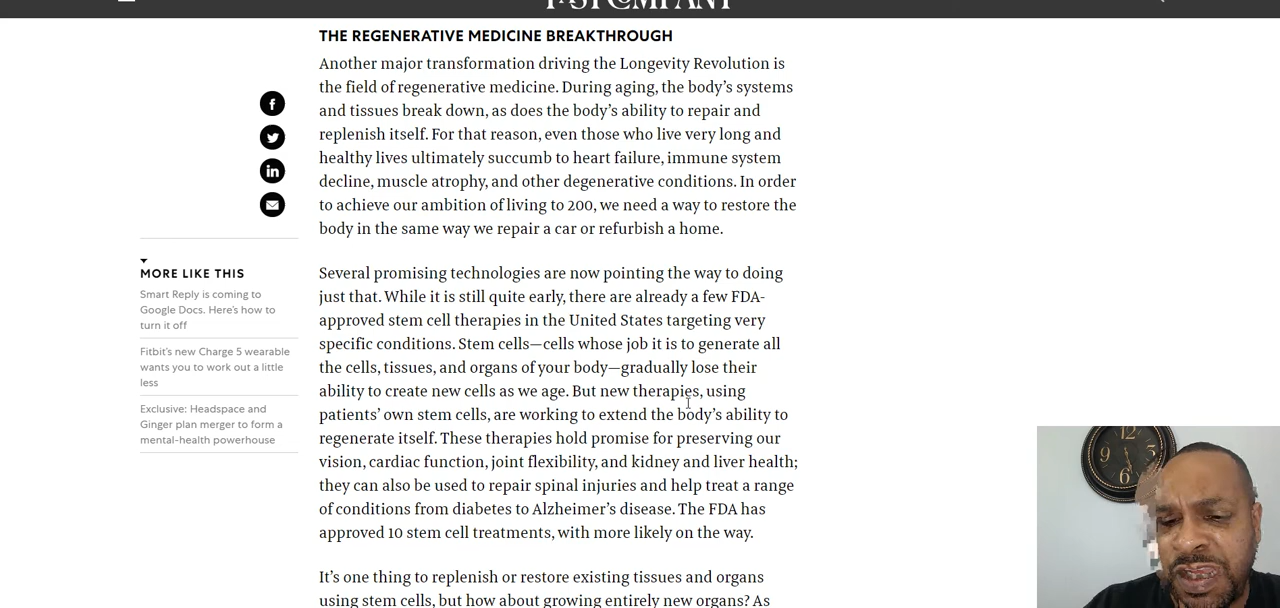 THE REGENERATIVE MEDICINE BREAKTHROUGH
Another major transformation driving the Longevity Revolution is
the field of regenerative medicine. During aging, the body's systems
and tissues break down, as does the body's ability to repair and
replenish itself. For that reason, even those who live very long and
healthy lives ultimately succumb to heart failure, immune system
decline, muscle atrophy, and other degenerative conditions. In order
to achieve our ambition of living to 200, we need a way to restore the
body in the same way we repair a car or refurbish a home.
MORE LIKE THIS
Smart Reply is coming to
Google Docs. Here's how to
turn it off
Fitbit's new Charge 5 wearable
wants you to work out a little
less
Exclusive: Headspace and
Ginger plan merger to form a
mental-health powerhouse
Several promising technologies are now pointing the way to doing
just that. While it is still quite early, there are already a few FDA-
approved stem cell therapies in the United States targeting very
specific conditions. Stem cells—cells whose job it is to generate all
the cells, tissues, and organs of your body—gradually lose their
ability to create new cells as we age. But new therapies, using
patients' own stem cells, are working to extend the body's ability to
regenerate itself. These therapies hold promise for preserving our
vision, cardiac function, joint flexibility, and kidney and liver health;
they can also be used to repair spinal injuries and help treat a range
of conditions from diabetes to Alzheimer's disease. The FDA has
approved 10 stem cell treatments, with more likely on the way.
It's one thing to replenish or restore existing tissues and organs
using stem cells, but how about growing entirely new organs? As
12
3
9